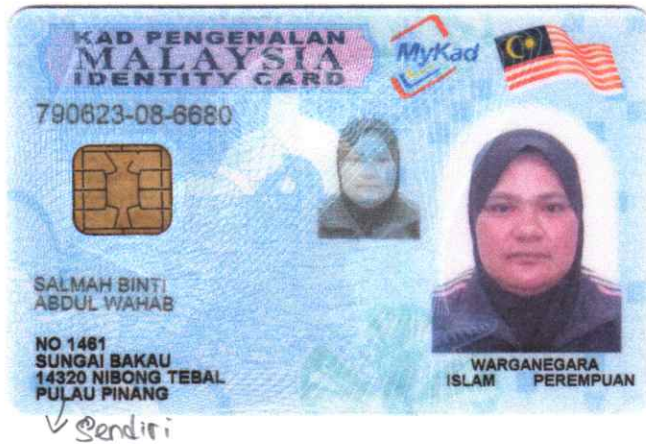 KAD PENGENALAN
MALAYSIA
IDENTITY CARD
MyKad
790623-08-6680
SALMAH BINTI
ABDUL WAHAB
NO 1461
SUNGAI BAKAU
14320 NIBONG TEBAL
PULAU PINANG
WARGANEGARA
ISLAM PEREMPUAN
Sendiri